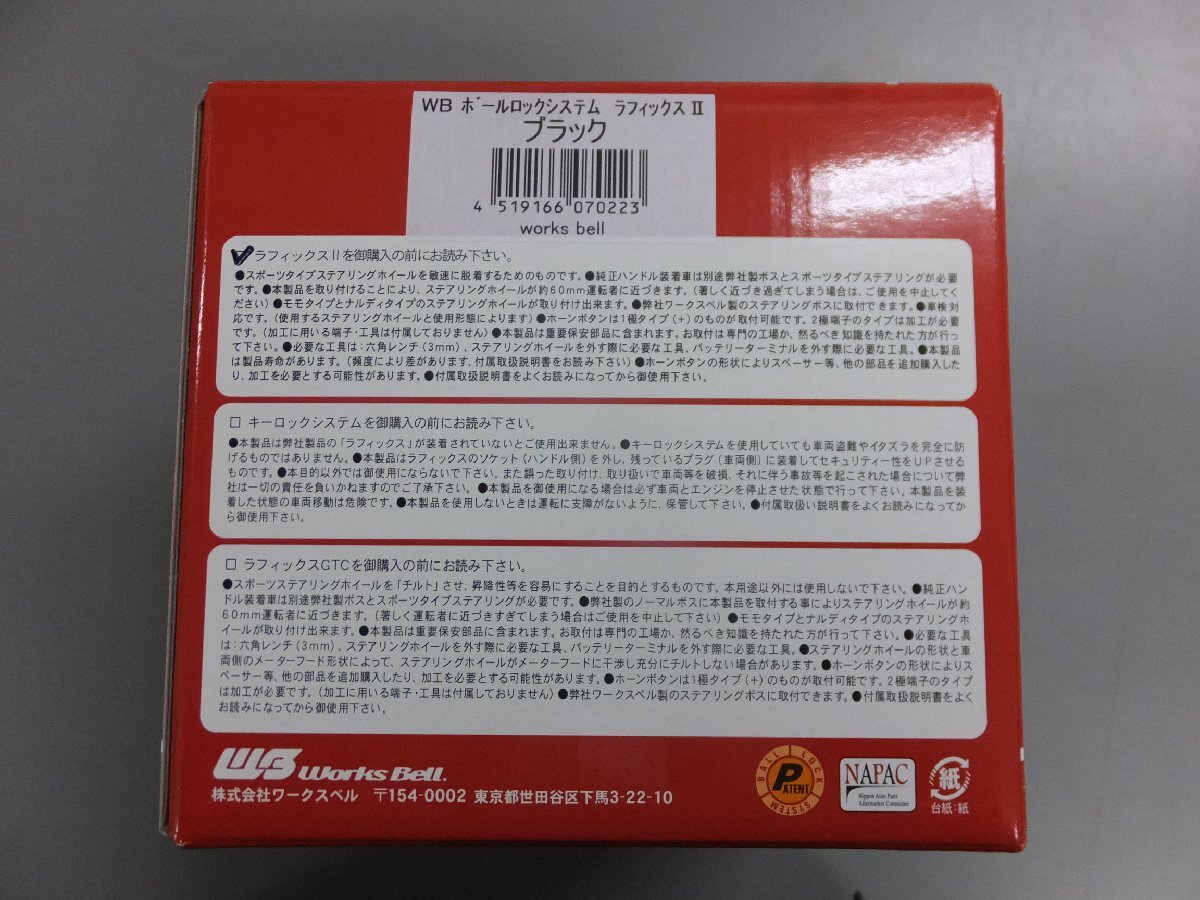 WB ボールロックシステム ラフィックスⅡ
ブラック
4 519166 070223
works bell
ラフィックスⅡを御購入の前にお読み下さい。
●スポーツタイプステアリングホイールを敏速に脱着するためのものです。●純正ハンドル装着車は別途弊社製ボスとスポーツタイプステアリングが必要
です。●本製品を取り付けることにより、ステアリングホイールが約60mm運転者に近づきます。(著しく近づき過ぎてしまう場合は、ご使用を中止してく
ださい)●モモタイプとナルディタイプのステアリングホイールが取り付け出来ます。●弊社ワークスベル製のステアリングボスに取付できます。●車検対
応です。(使用するステアリングホイールと使用形態によります)●ホーンボタンは1極タイプ(+)のものが取付可能です。2極端子のタイプは加工が必要
です。(加工に用いる端子・工具は付属しておりません)●本製品は重要保安部品に含まれます。お取付は専門の工場か、然るべき知識を持たれた方が行っ
て下さい。●必要な工具は:六角レンチ(3mm)、ステアリングホイールを外す際に必要な工具、バッテリーターミナルを外す際に必要な工具。●本製品
は製品寿命があります。(頻度により差があります、付属取扱説明書をお読み下さい)●ホーンボタンの形状によりスペーサー等、他の部品を追加購入した
り、加工を必要とする可能性があります。●付属取扱説明書をよくお読みになってから御使用下さい。
□ キーロックシステムを御購入の前にお読み下さい。
●本製品は弊社製品の「ラフィックス」が装着されていないとご使用出来ません。●キーロックシステムを使用していても車両盗難やイタズラを完全に防
げるものではありません。●本製品はラフィックスのソケット(ハンドル側)を外し、残っているプラグ(車両側)に装着してセキュリティー性をUPさせる
ものです。●本目的以外では御使用にならないで下さい。また誤った取り付け、取り扱いで車両等を破損、それに伴う事故等を起こされた場合について弊
社は一切の責任を負いかねますのでご了承下さい。●本製品を御使用になる場合は必ず車両とエンジンを停止させた状態で行って下さい。本製品を装
着した状態の車両移動は危険です。●本製品を使用しないときは運転に支障がないように、保管して下さい。●付属取扱い説明書をよくお読みになってか
ら御使用下さい。
□ ラフィックスGTCを御購入の前にお読み下さい。
●スポーツステアリングホイールを「チルト」させ、昇降性等を容易にすることを目的とするものです。本用途以外には使用しないで下さい。●純正ハン
ドル装着車は別途弊社製ボスとスポーツタイプステアリングが必要です。●弊社製のノーマルボスに本製品を取付する事によりステアリングホイールが約
60mm運転者に近づきます。(著しく運転者に近づきすぎてしまう場合はご使用を中止して下さい)●モモタイプとナルディタイプのステアリングホ
イールが取り付け出来ます。●本製品は重要保安部品に含まれます。お取付は専門の工場か、然るべき知識を持たれた方が行って下さい。●必要な工具
は:六角レンチ(3mm)、ステアリングホイールを外す際に必要な工具、バッテリーターミナルを外す際に必要な工具。●ステアリングホイールの形状と車
両側のメーターフード形状によって、ステアリングホイールがメーターフードに干渉し充分にチルトしない場合があります。●ホーンボタンの形状によりス
ペーサー等、他の部品を追加購入したり、加工を必要とする可能性があります。●ホーンボタンは1極タイプ(+)のものが取付可能です。2極端子のタイプ
は加工が必要です。(加工に用いる端子・工具は付属しておりません)●弊社ワークスベル製のステアリングボスに取付できます。●付属取扱説明書をよく
お読みになってから御使用下さい。
WB Works Bell.
株式会社ワークスベル 〒154-0002 東京都世田谷区下馬3-22-10
BALL LOCK
PATENT
SYSTEM
NAPAC
Nippon Auto Parts
Aftermarket Committee
紙
台紙:紙